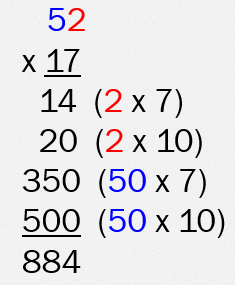 52
x 17
14 (2 x 7)
20 (2 x 10)
350 (50 x 7)
500 (50 x 10)
884